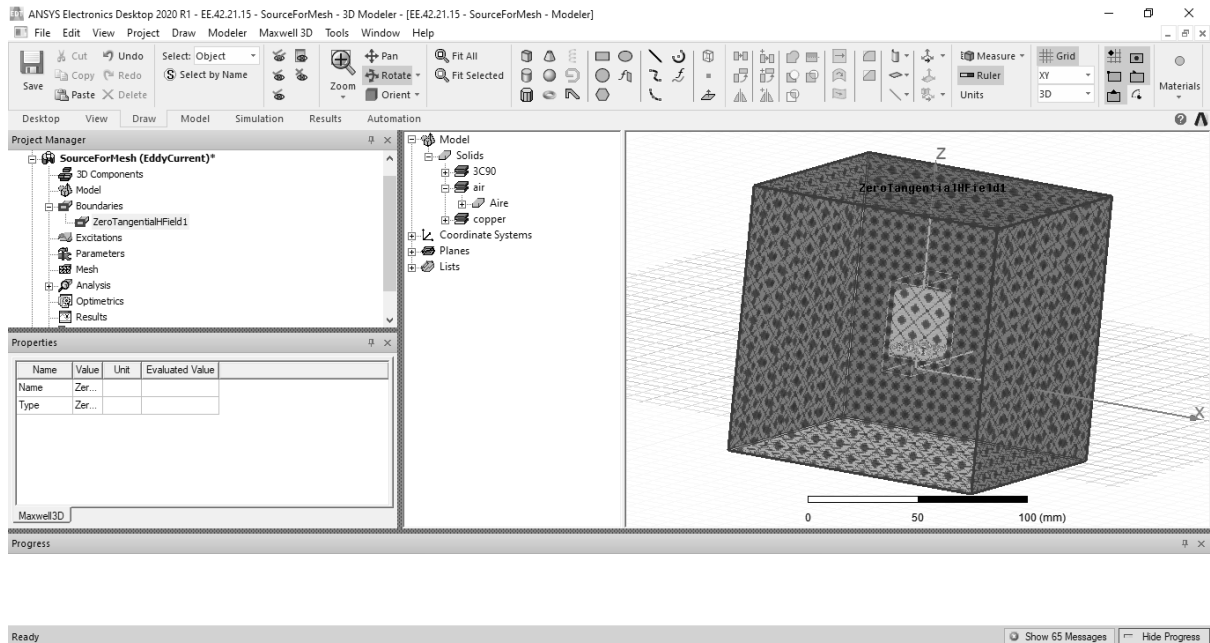 ANSYS Electronics Desktop 2020 R1 - EE.42.21.15 - SourceForMesh - 3D Modeler - [EE.42.21.15 - SourceForMesh - Modeler]
File Edit View Project Draw Modeler Maxwell 3D Tools Window Help
Save
Cut Undo Select: Object
Copy Redo Select by Name
Paste Delete
Zoom
Pan
Rotate
Orient
Fit All
Fit Selected
Measure
Ruler
Units
Grid
XY
3D
Materials
Desktop View Draw Model Simulation Results Automation
Project Manager
SourceForMesh (EddyCurrent)*
3D Components
Model
Boundaries
ZeroTangentialHField1
Excitations
Parameters
Mesh
Analysis
Optimetrics
Results
Properties
Name Value Unit Evaluated Value
Name Zer...
Type Zer...
Maxwell3D
Model
Solids
3C90
air
Aire
copper
Coordinate Systems
Planes
Lists
Z
ZeroTangentialHField1
X
0 50 100 (mm)
Progress
Ready
Show 65 Messages Hide Progress